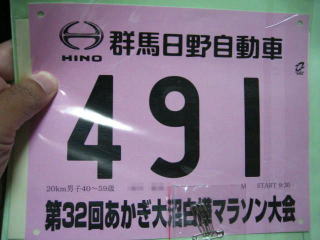 群馬日野自動車
HINO
491
20km男子40～59歳 M START 9:30
第32回あかぎ大沼白樺マラソン大会